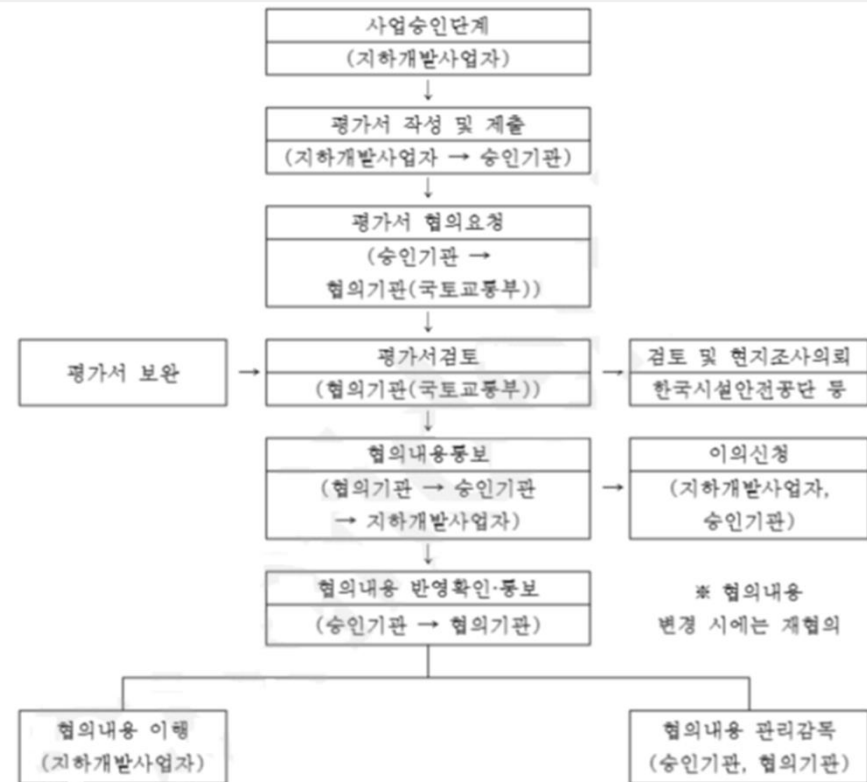 사업승인단계
(지하개발사업자)
↓
평가서 작성 및 제출
(지하개발사업자 → 승인기관)
↓
평가서 협의요청
(승인기관 →
협의기관(국토교통부))
↓
평가서 보완
→
평가서검토
(협의기관(국토교통부))
→
검토 및 현지조사의뢰
한국시설안전공단 등
↓
협의내용통보
(협의기관 → 승인기관
→ 지하개발사업자)
→
이의신청
(지하개발사업자,
승인기관)
↓
협의내용 반영확인·통보
(승인기관 → 협의기관)
※ 협의내용
변경 시에는 재협의
협의내용 이행
(지하개발사업자)
협의내용 관리감독
(승인기관, 협의기관)